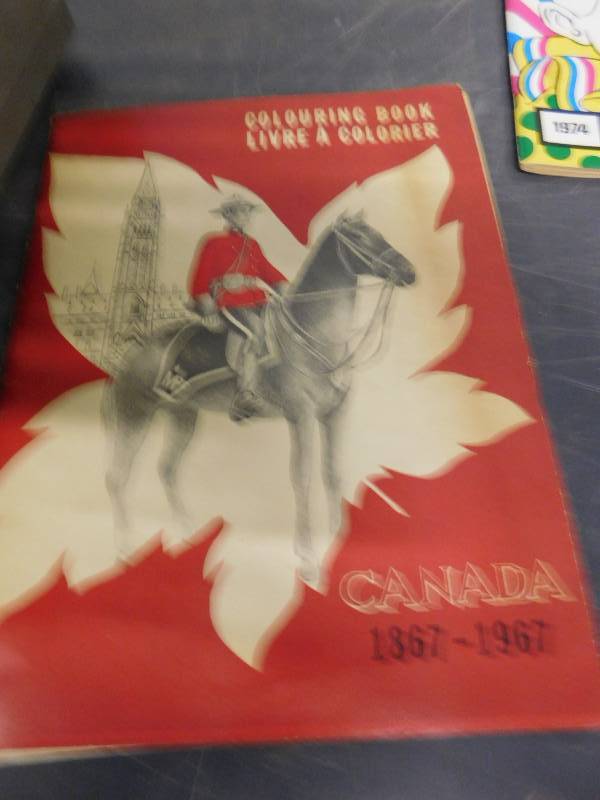 COLOURING BOOK
LIVRE À COLORIER
1974
CANADA
1867-1967